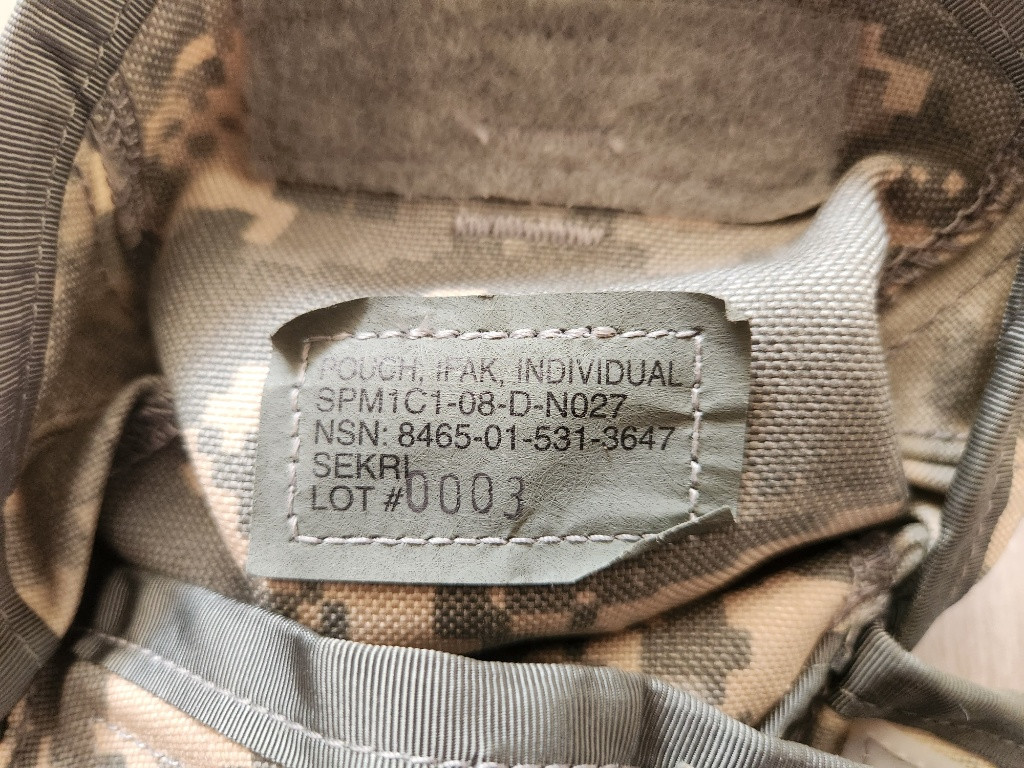 POUCH, IFAK, INDIVIDUAL
SPM1C1-08-D-N027
NSN: 8465-01-531-3647
SEKRI
LOT #0003